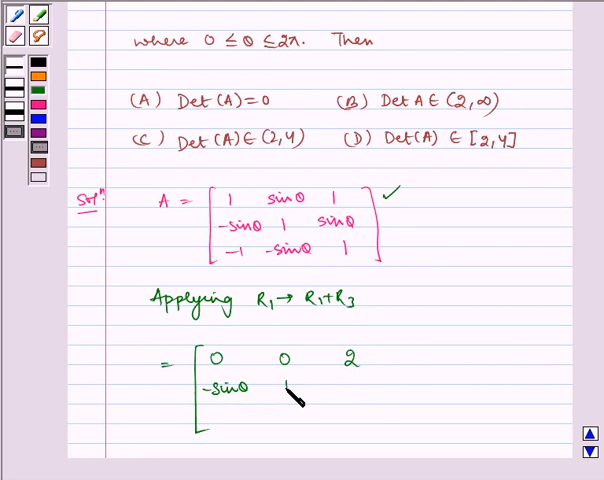 where 0 ≤ θ ≤ 2π. Then
(A) Det(A)=0 (B) Det A ∈ (2,∞)
(C) Det(A) ∈ (2,4) (D) Det(A) ∈ [2,4]
Solⁿ. A = [ 1 sinθ 1 ✓
-sinθ 1 sinθ
-1 -sinθ 1 ]
Applying R₁ → R₁+R₃
= [ 0 0 2
-sinθ 1